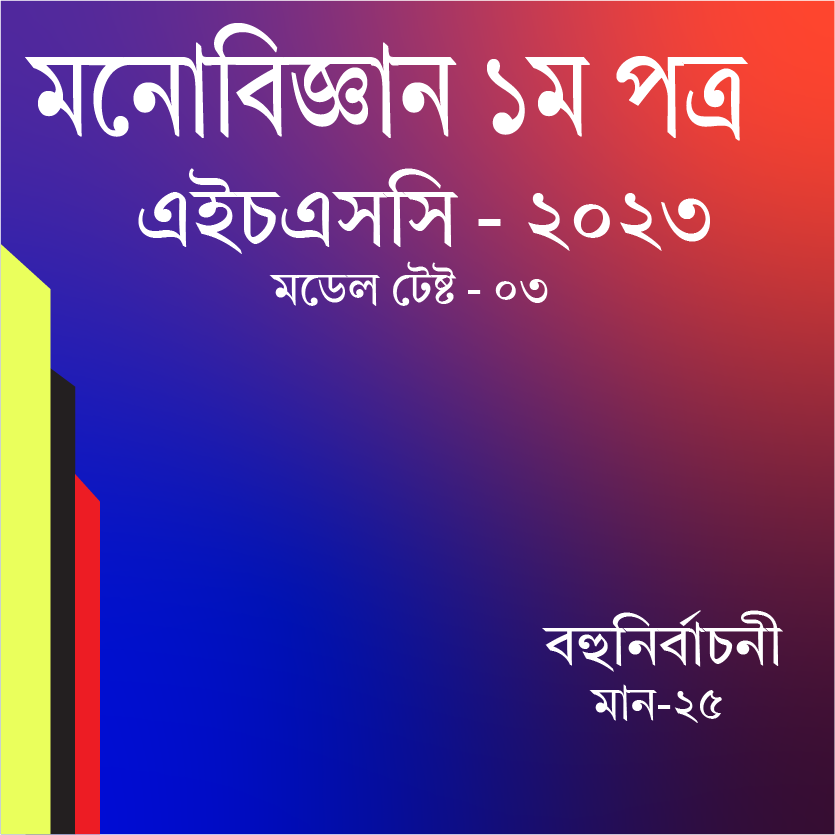 মনোবিজ্ঞান ১ম পত্র
এইচএসসি - ২০২৩
মডেল টেষ্ট - ০৩
বহুনির্বাচনী
মান-২৫